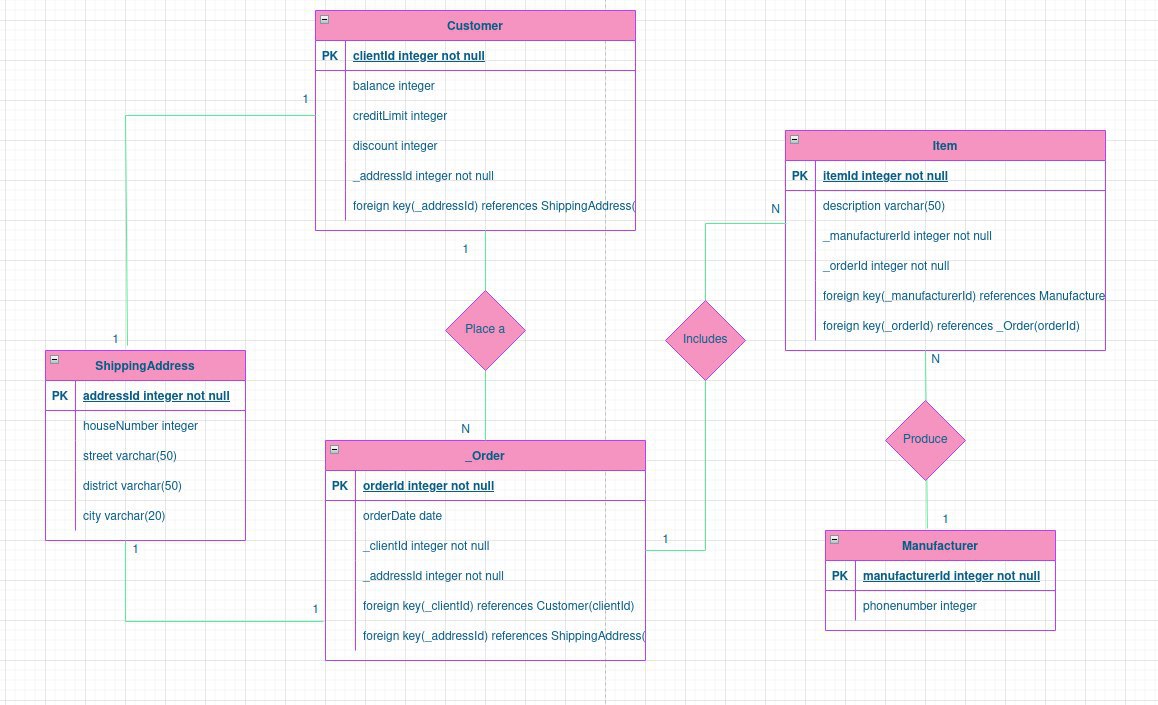 Customer
PK clientId integer not null
balance integer
creditLimit integer
discount integer
_addressId integer not null
foreign key(_addressId) references ShippingAddress(
1
1
1
Place a
N
ShippingAddress
PK addressId integer not null
houseNumber integer
street varchar(50)
district varchar(50)
city varchar(20)
1
1
_Order
PK orderId integer not null
orderDate date
_clientId integer not null
_addressId integer not null
foreign key(_clientId) references Customer(clientId)
foreign key(_addressId) references ShippingAddress(
1
Includes
N
Item
PK itemId integer not null
description varchar(50)
_manufacturerId integer not null
_orderId integer not null
foreign key(_manufacturerId) references Manufacture
foreign key(_orderId) references _Order(orderId)
N
Produce
1
Manufacturer
PK manufacturerId integer not null
phonenumber integer